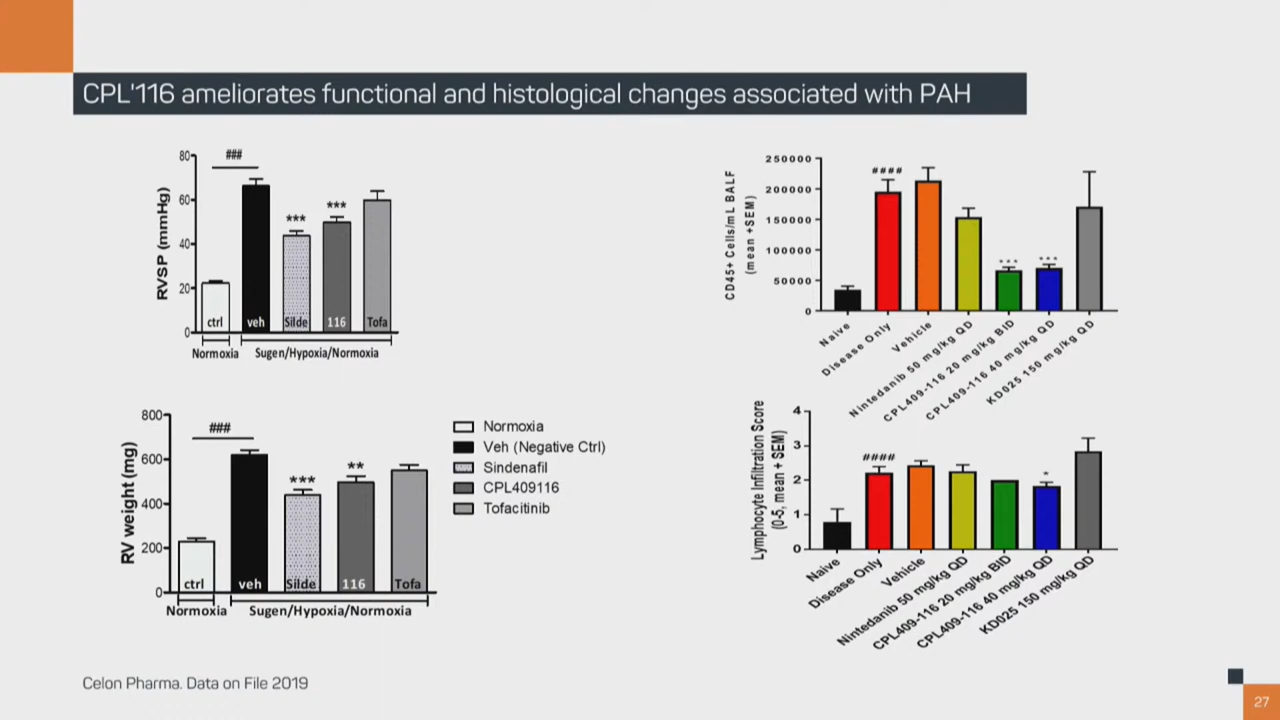 CPL'116 ameliorates functional and histological changes associated with PAH
RVSP (mmHg)
80
60
40
20
0
###
***
***
ctrl
veh
Silde
116
Tofa
Normoxia
Sugen/Hypoxia/Normoxia
CD45+ Cells/mL BALF
(mean +SEM)
250000
200000
150000
100000
50000
0
####
***
***
Naive
Disease Only
Vehicle
Nintedanib 50 mg/kg QD
CPL409-116 20 mg/kg BID
CPL409-116 40 mg/kg QD
KD025 150 mg/kg QD
RV weight (mg)
800
600
400
200
0
###
***
**
ctrl
veh
Silde
116
Tofa
Normoxia
Sugen/Hypoxia/Normoxia
Normoxia
Veh (Negative Ctrl)
Sindenafil
CPL409116
Tofacitinib
Lymphocyte Infiltration Score
(0-5, mean + SEM)
4
3
2
1
0
####
*
Naive
Disease Only
Vehicle
Nintedanib 50 mg/kg QD
CPL409-116 20 mg/kg BID
CPL409-116 40 mg/kg QD
KD025 150 mg/kg QD
Celon Pharma. Data on File 2019
27